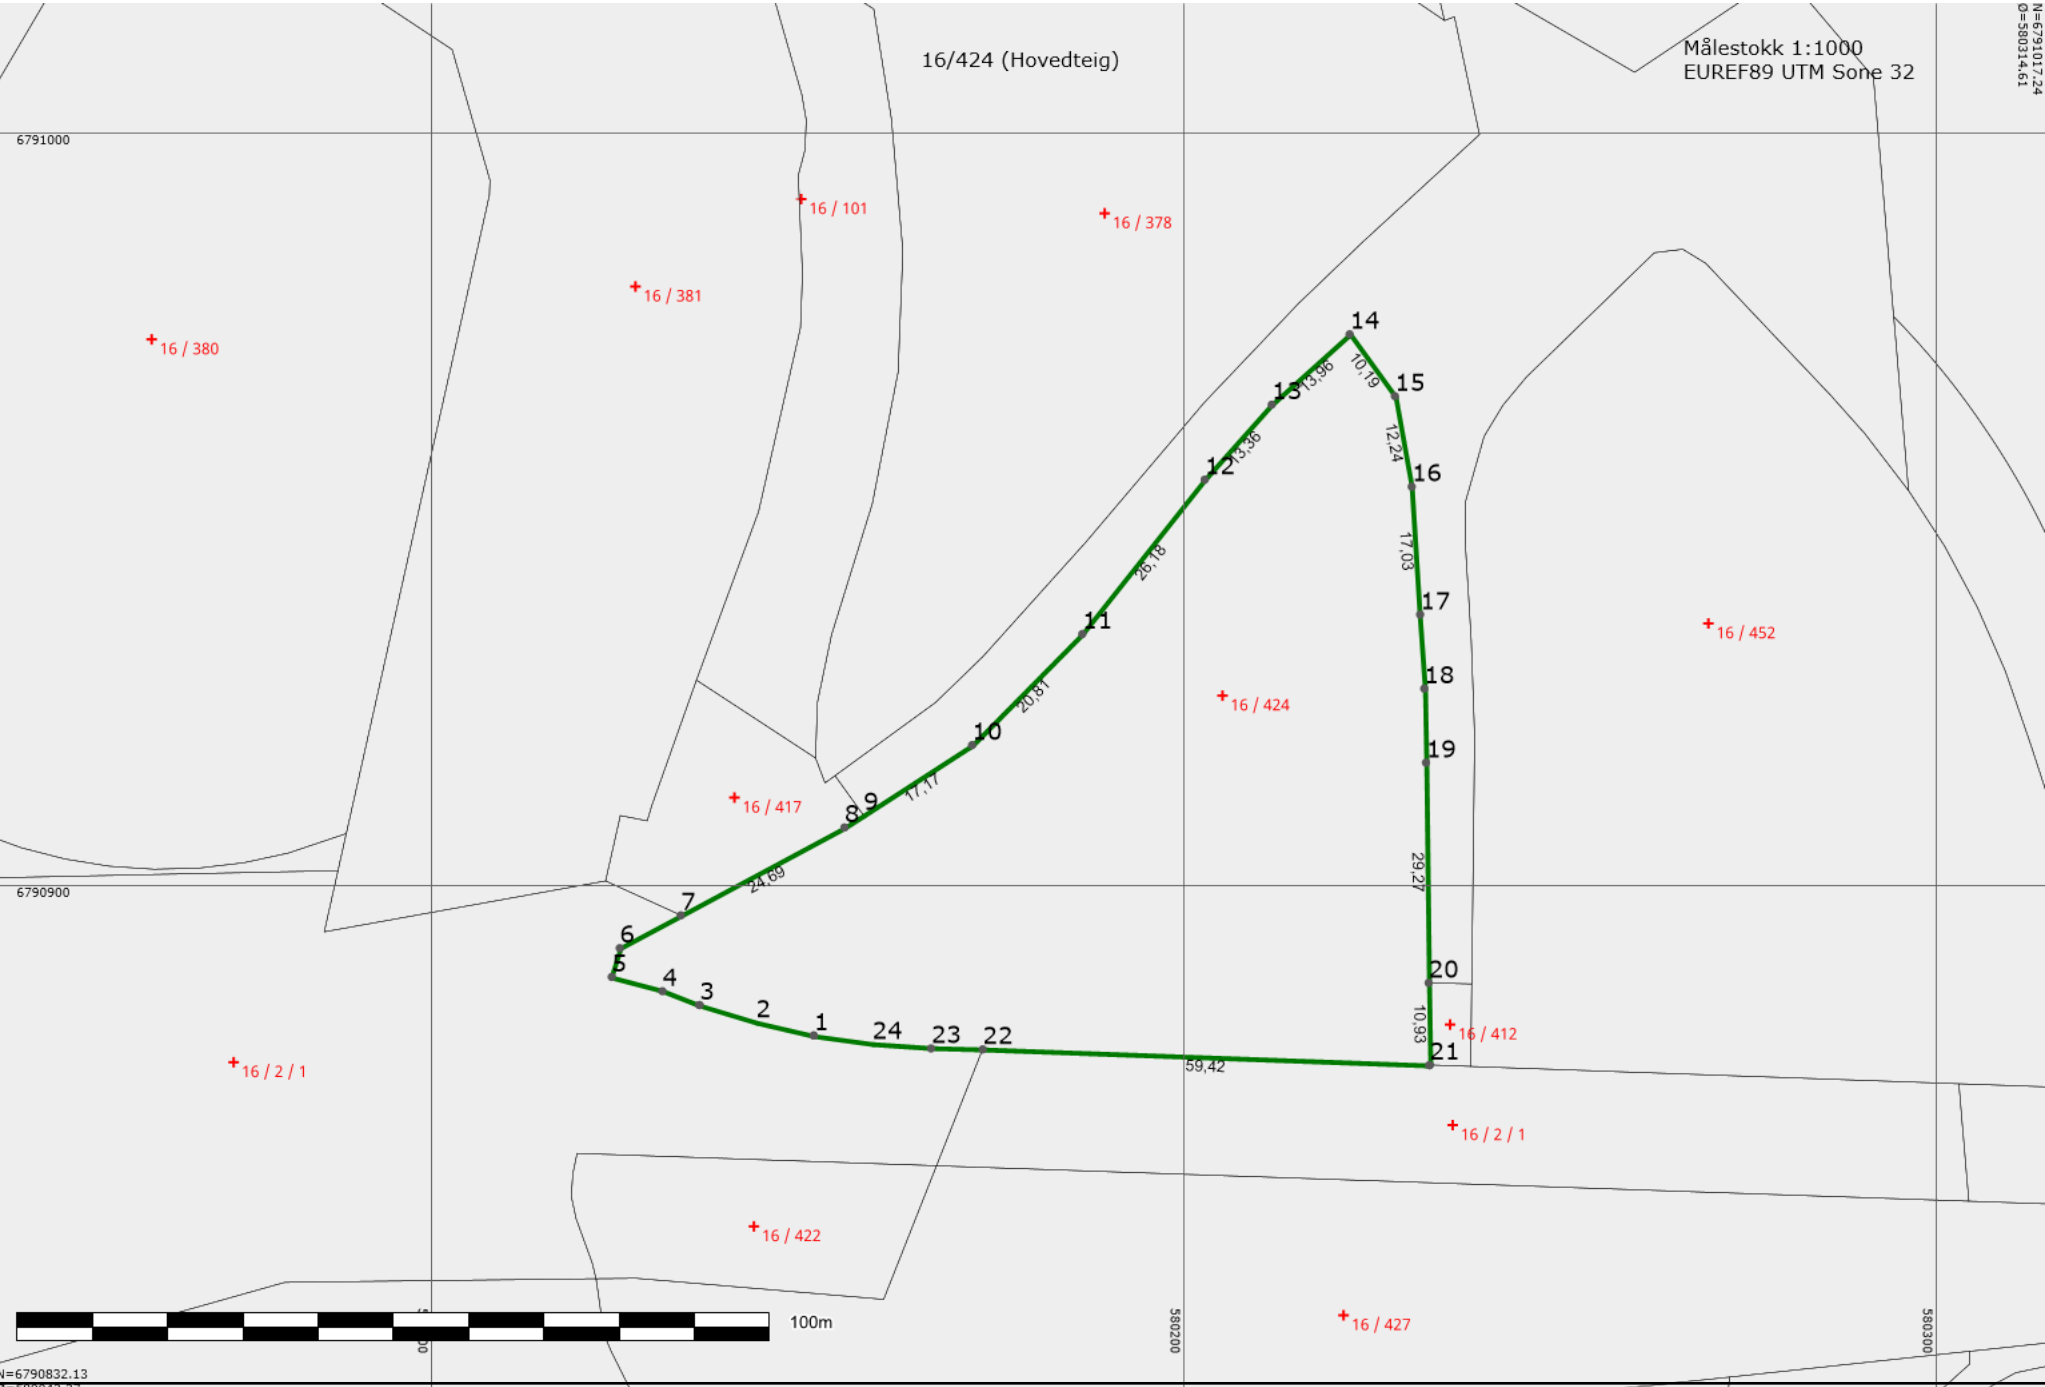 16/424 (Hovedteig)
Målestokk 1:1000
EUREF89 UTM Sone 32
N=6791017.24
Ø=580314.61
6791000
16 / 101
16 / 378
16 / 381
16 / 380
14
13,96
10,19
13
15
13,36
12,24
12
16
26,18
17,03
11
17
16 / 452
18
20,81
16 / 424
10
19
17,17
16 / 417
9
8
24,69
29,27
6790900
7
6
5
4
20
3
2
1
24
23
22
10,93
16 / 412
21
59,42
16 / 2 / 1
16 / 2 / 1
16 / 422
100m
580200
580300
16 / 427
N=6790832.13